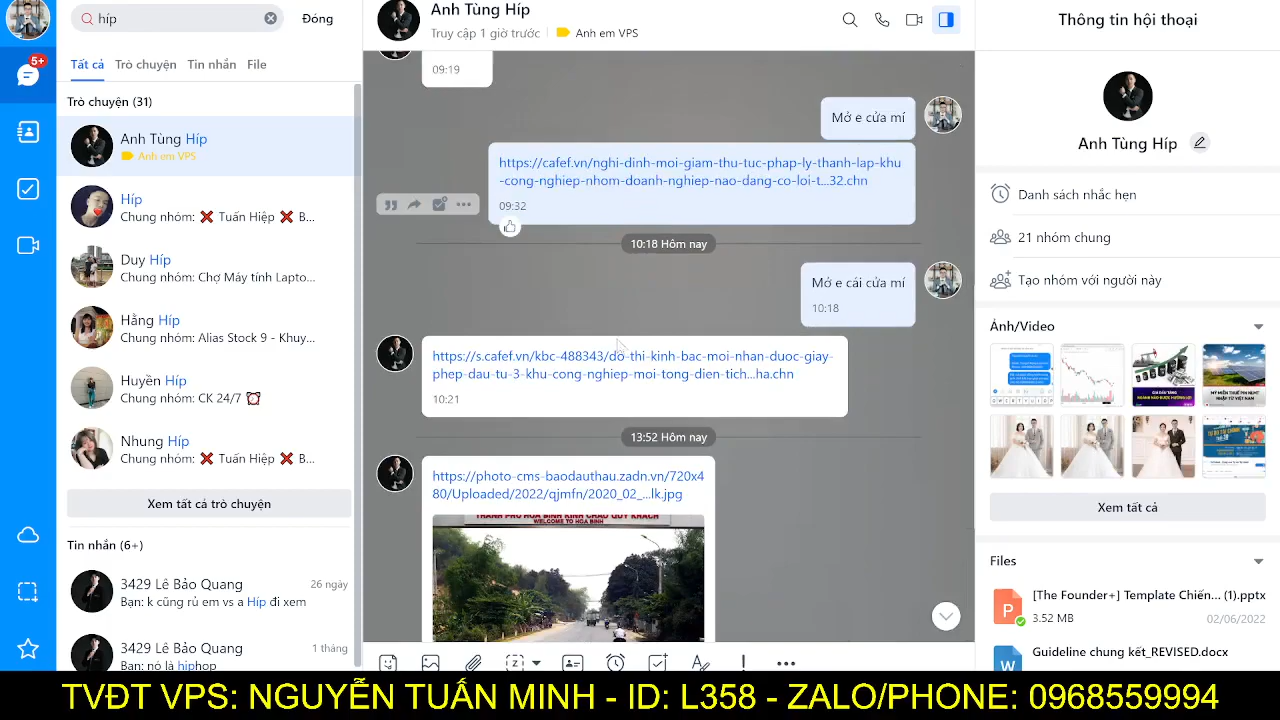 híp
Đóng
5+
Tất cả Trò chuyện Tin nhắn File
Trò chuyện (31)
Anh Tùng Híp
Anh em VPS
Híp
Chung nhóm: ❌ Tuấn Hiệp ❌ B...
Duy Híp
Chung nhóm: Chợ Máy tính Lapto...
Hằng Híp
Chung nhóm: Alias Stock 9 - Khuy...
Huyền Híp
Chung nhóm: CK 24/7 ⏰
Nhung Híp
Chung nhóm: ❌ Tuấn Hiệp ❌ B...
Xem tất cả trò chuyện
Tin nhắn (6+)
3429 Lê Bảo Quang 26 ngày
Bạn: k cũng rủ em vs a Híp đi xem
3429 Lê Bảo Quang 1 tháng
Bạn: nó là hiphop
Anh Tùng Híp
Truy cập 1 giờ trước Anh em VPS
09:19
Mở e cửa mí
https://cafef.vn/nghi-dinh-moi-giam-thu-tuc-phap-ly-thanh-lap-khu
-cong-nghiep-nhom-doanh-nghiep-nao-dang-co-loi-t...32.chn
09:32
10:18 Hôm nay
Mở e cái cửa mí
10:18
https://s.cafef.vn/kbc-488343/do-thi-kinh-bac-moi-nhan-duoc-giay-
phep-dau-tu-3-khu-cong-nghiep-moi-tong-dien-tich...ha.chn
10:21
13:52 Hôm nay
https://photo-cms-baodauthau.zadn.vn/720x4
80/Uploaded/2022/qjmfn/2020_02_...lk.jpg
THÀNH PHỐ HÒA BÌNH KÍNH CHÀO QUÝ KHÁCH
WELCOME TO HOA BINH
Thông tin hội thoại
Anh Tùng Híp
Danh sách nhắc hẹn
21 nhóm chung
Tạo nhóm với người này
Ảnh/Video
Xem tất cả
Files
[The Founder+] Template Chiến... (1).pptx
3.52 MB 02/06/2022
Guideline chung kết_REVISED.docx
TVĐT VPS: NGUYỄN TUẤN MINH - ID: L358 - ZALO/PHONE: 0968559994